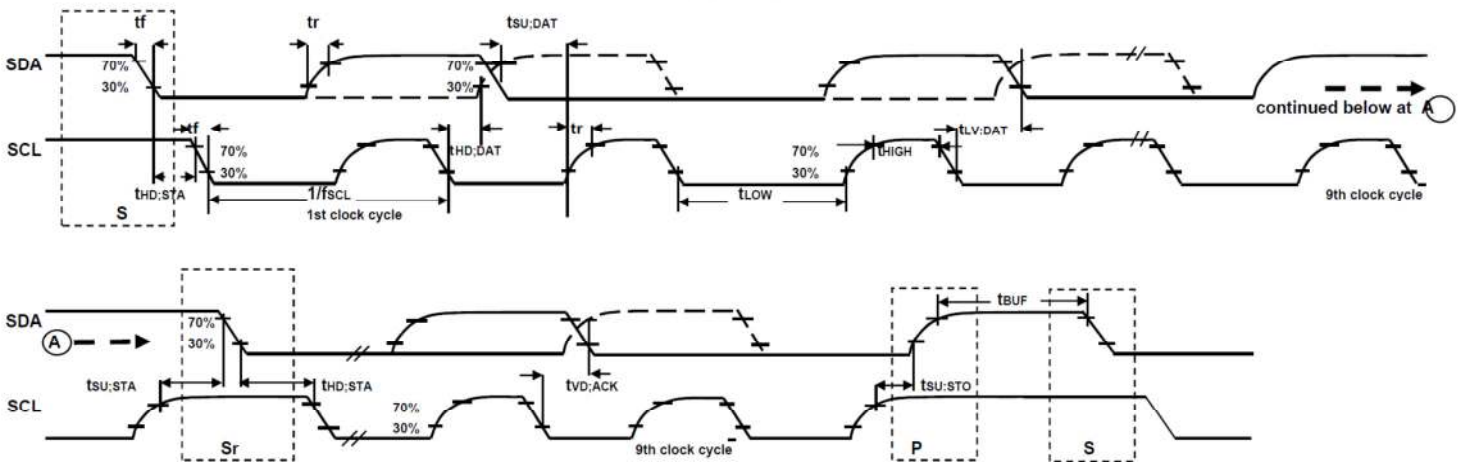 tf tr tSU;DAT
SDA 70% 70%
30% 30%
continued below at A
tf tHD;DAT tr tLV:DAT
SCL 70% 70% tHIGH
30% 30%
tHD;STA 1/fSCL tLOW
S 1st clock cycle 9th clock cycle
tBUF
SDA 70%
A 30%
tSU;STA tHD;STA tVD;ACK tSU:STO
SCL 70%
30%
Sr 9th clock cycle P S